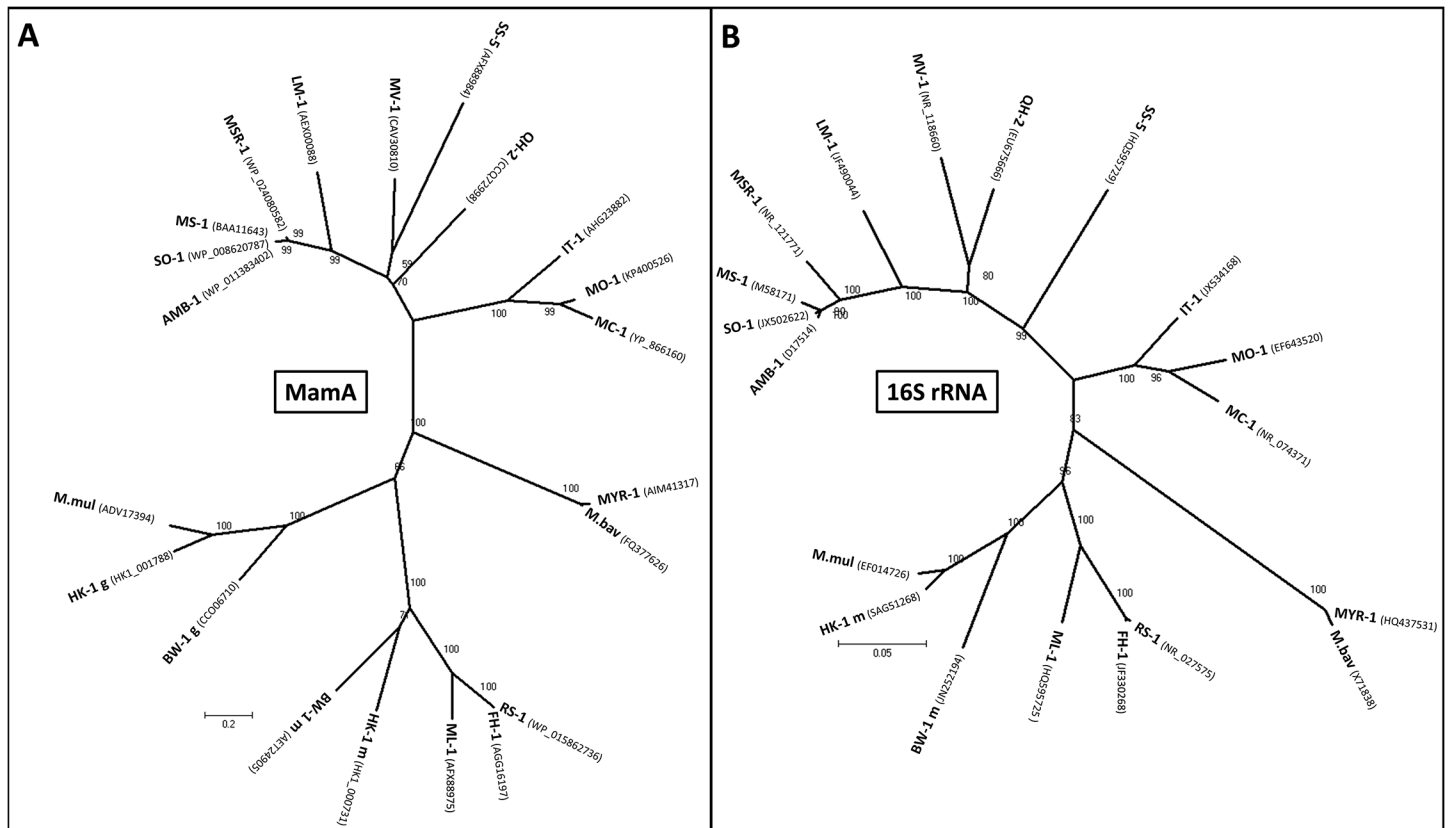 A
SS-5 (AFX88984)
MV-1 (CAV30810)
LM-1 (AEX00088)
MSR-1 (WP_024080582)
QH-2 (CCQ72998)
MS-1 (BAA11643)
SO-1 (WP_008620787)
AMB-1 (WP_011383402)
99
99
99
59
70
IT-1 (AHG23882)
MO-1 (KP400526)
MC-1 (YP_866160)
100
99
MamA
100
66
100
MYR-1 (AIM41317)
M.bav (FQ377626)
M.mul (ADV17394)
100
100
HK-1 g (HK1_001788)
BW-1 g (CCO06710)
100
100
100
BW-1 m (AET24905)
HK-1 m (HK1_000731)
ML-1 (AFX88975)
FH-1 (AGG16197)
RS-1 (WP_015862736)
0.2
B
MV-1 (NR_118660)
QH-2 (EU675666)
SS-5 (HQ595729)
LM-1 (JF490044)
MSR-1 (NR_121771)
MS-1 (M58171)
SO-1 (JX502622)
AMB-1 (D17514)
100
100
100
80
100
99
IT-1 (JX534168)
MO-1 (EF643520)
MC-1 (NR_074371)
100
96
16S rRNA
96
100
100
100
100
100
M.mul (EF014726)
HK-1 m (SAG51268)
BW-1 m (JN252194)
ML-1 (HQ595725)
FH-1 (JF330268)
RS-1 (NR_027575)
MYR-1 (HQ437531)
M.bav (X71838)
0.05